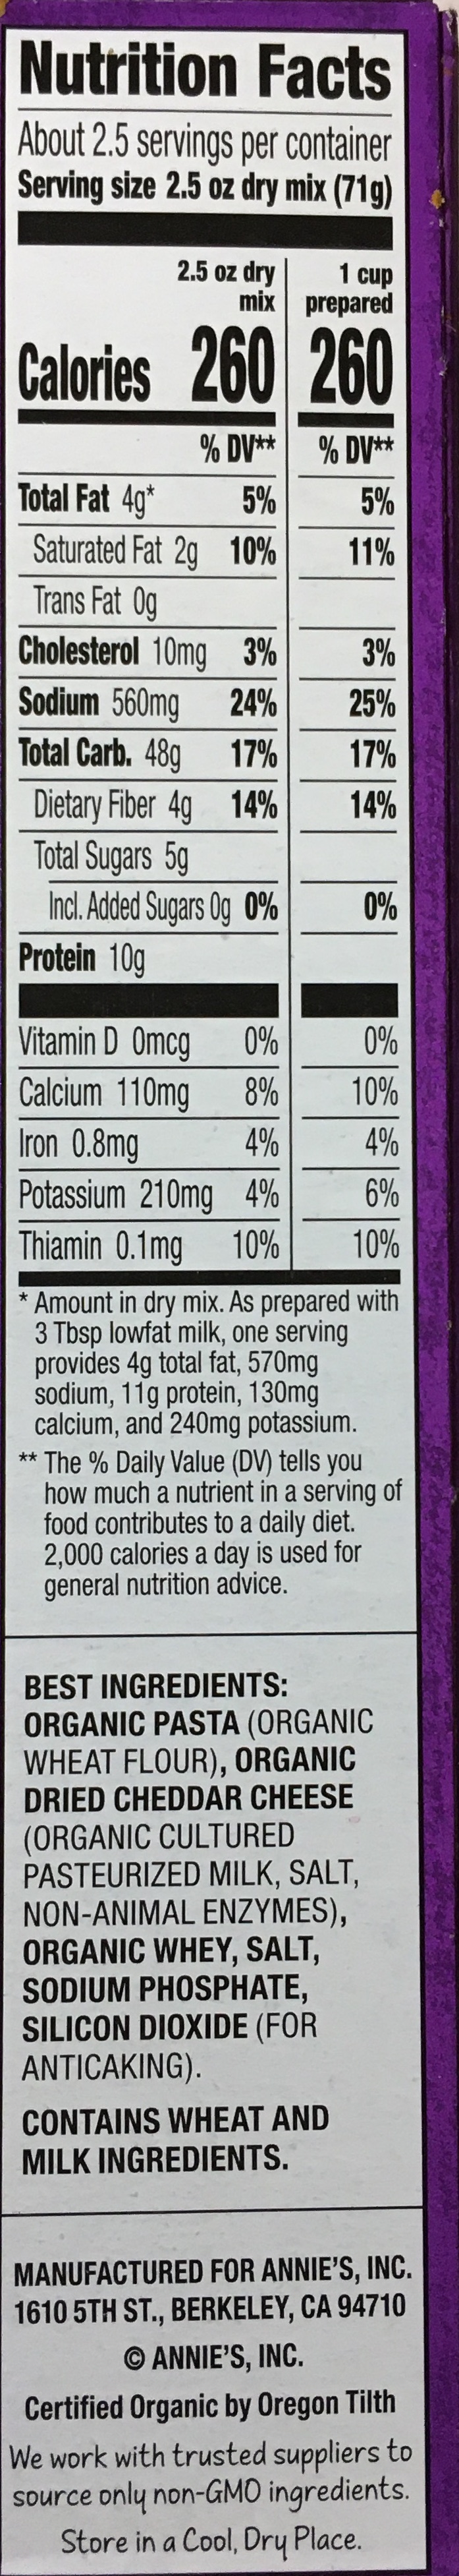 Nutrition Facts
About 2.5 servings per container
Serving size 2.5 oz dry mix (71g)
2.5 oz dry mix 1 cup prepared
Calories 260 260
% DV** % DV**
Total Fat 4g* 5% 5%
Saturated Fat 2g 10% 11%
Trans Fat 0g
Cholesterol 10mg 3% 3%
Sodium 560mg 24% 25%
Total Carb. 48g 17% 17%
Dietary Fiber 4g 14% 14%
Total Sugars 5g
Incl. Added Sugars 0g 0% 0%
Protein 10g
Vitamin D 0mcg 0% 0%
Calcium 110mg 8% 10%
Iron 0.8mg 4% 4%
Potassium 210mg 4% 6%
Thiamin 0.1mg 10% 10%
* Amount in dry mix. As prepared with
3 Tbsp lowfat milk, one serving
provides 4g total fat, 570mg
sodium, 11g protein, 130mg
calcium, and 240mg potassium.
** The % Daily Value (DV) tells you
how much a nutrient in a serving of
food contributes to a daily diet.
2,000 calories a day is used for
general nutrition advice.
BEST INGREDIENTS:
ORGANIC PASTA (ORGANIC
WHEAT FLOUR), ORGANIC
DRIED CHEDDAR CHEESE
(ORGANIC CULTURED
PASTEURIZED MILK, SALT,
NON-ANIMAL ENZYMES),
ORGANIC WHEY, SALT,
SODIUM PHOSPHATE,
SILICON DIOXIDE (FOR
ANTICAKING).
CONTAINS WHEAT AND
MILK INGREDIENTS.
MANUFACTURED FOR ANNIE'S, INC.
1610 5TH ST., BERKELEY, CA 94710
© ANNIE'S, INC.
Certified Organic by Oregon Tilth
We work with trusted suppliers to
source only non-GMO ingredients.
Store in a Cool, Dry Place.